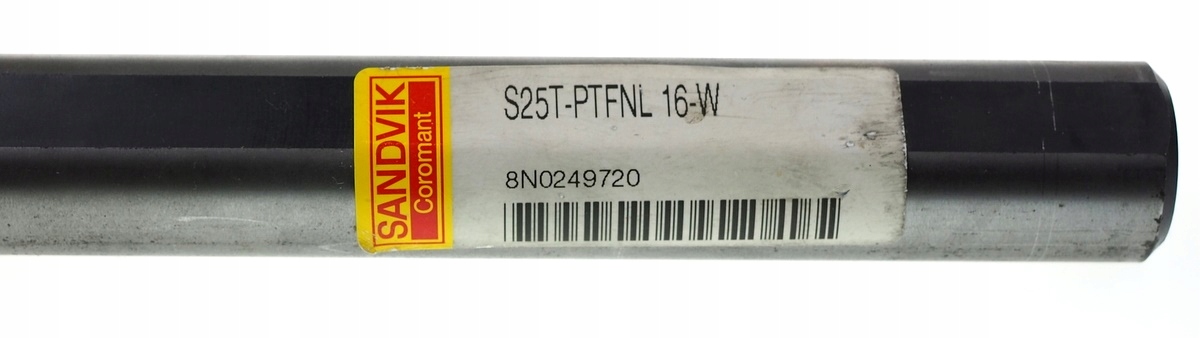 SANDVIK
Coromant
S25T-PTFNL 16-W
8N0249720